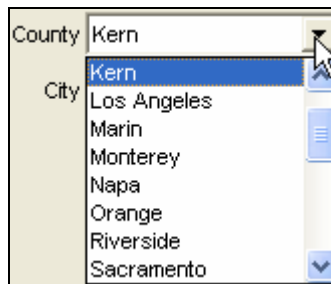 County Kern
Kern
City
Los Angeles
Marin
Monterey
Napa
Orange
Riverside
Sacramento